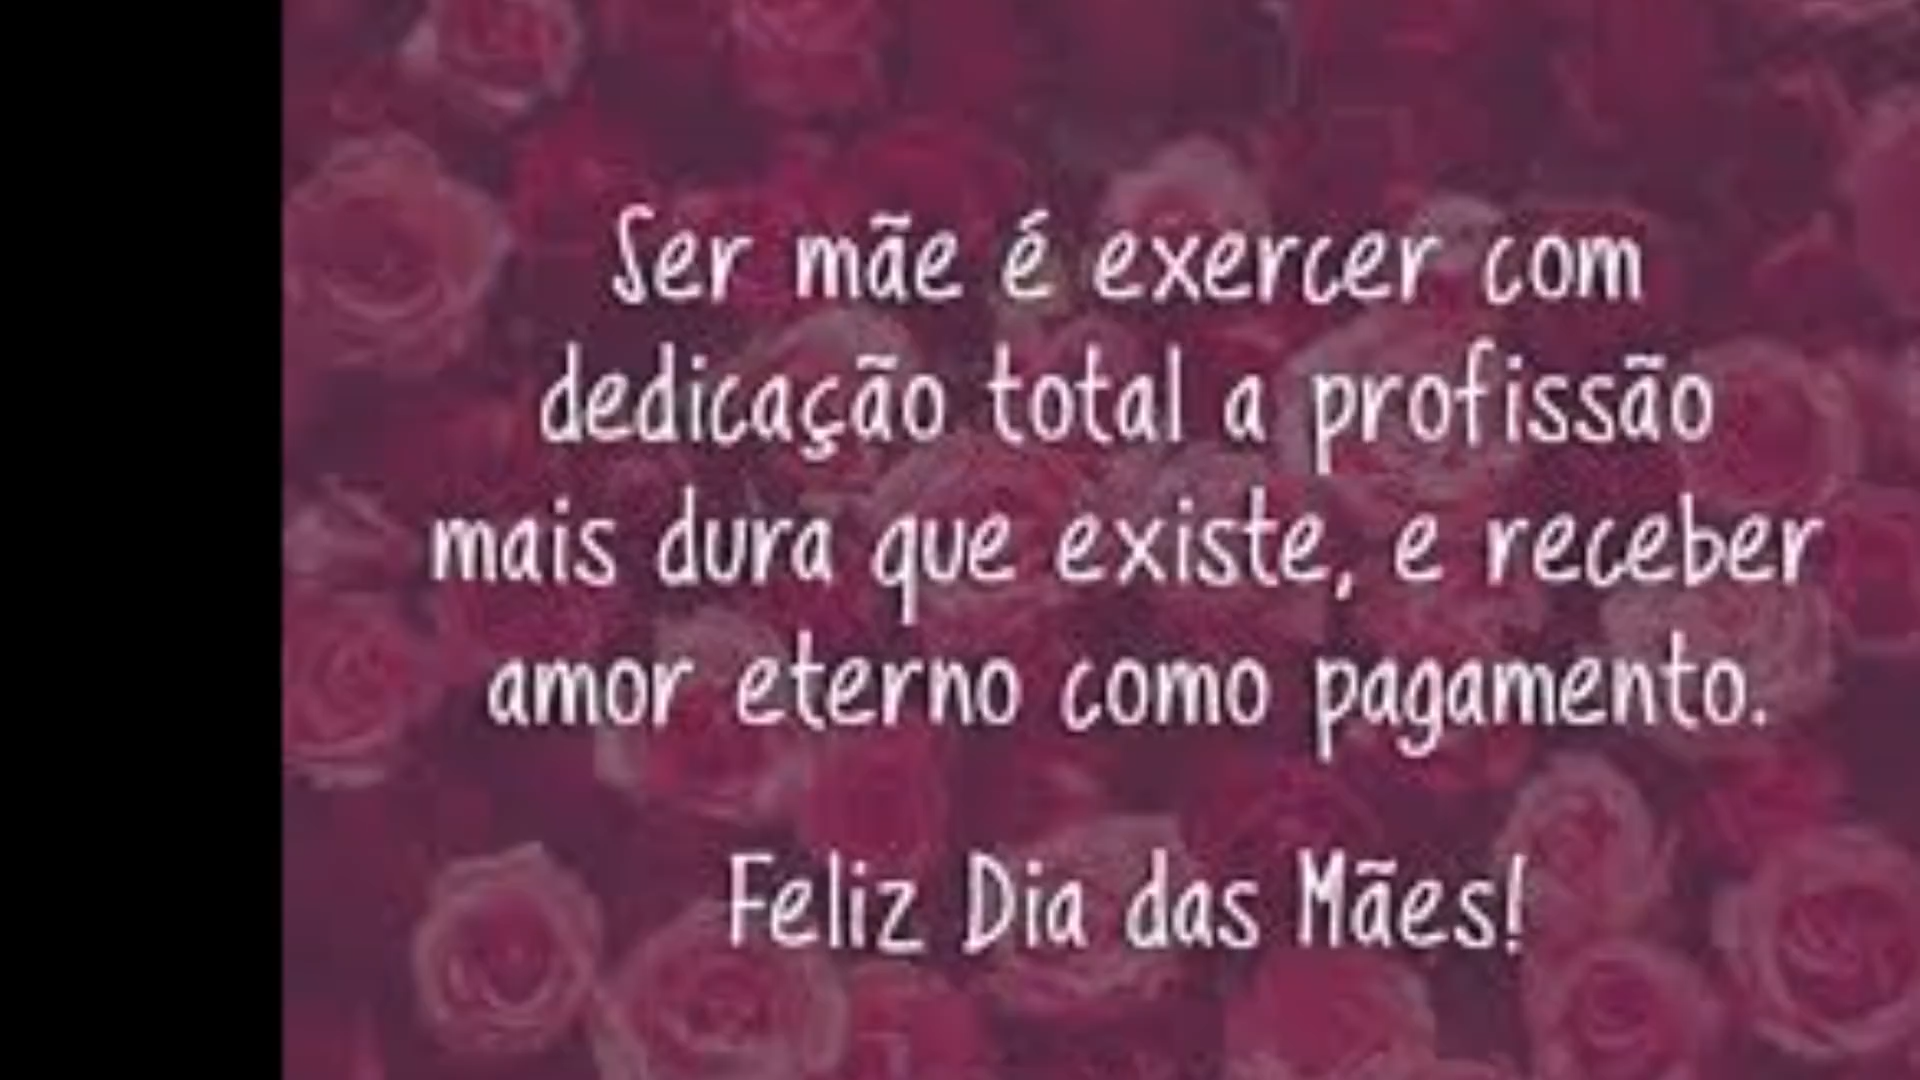 Ser mãe é exercer com
dedicação total a profissão
mais dura que existe, e receber
amor eterno como pagamento.
Feliz Dia das Mães!